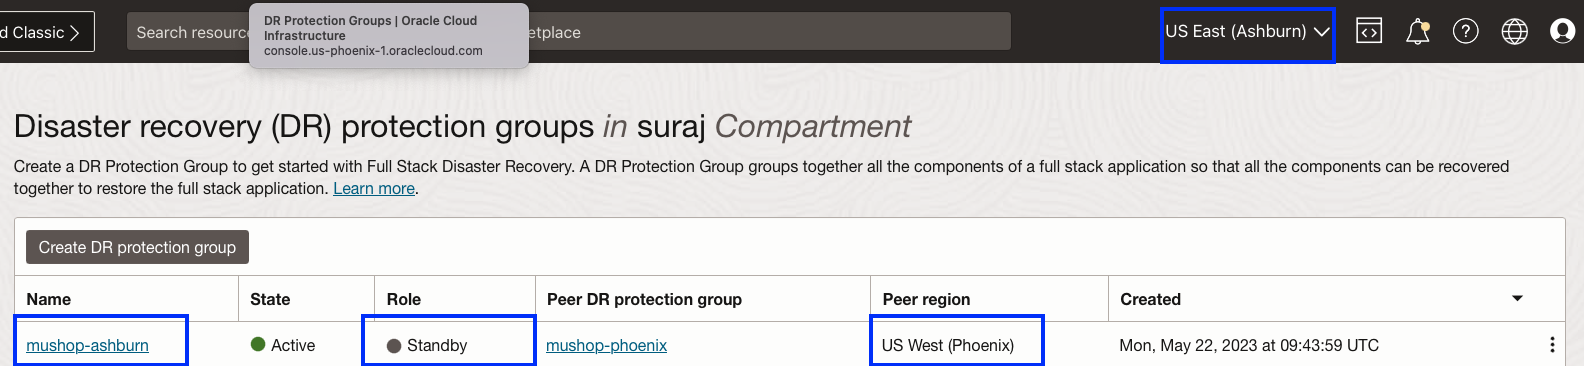 d Classic
Search resourc
etplace
DR Protection Groups | Oracle Cloud
Infrastructure
console.us-phoenix-1.oraclecloud.com
US East (Ashburn)
Disaster recovery (DR) protection groups in suraj Compartment
Create a DR Protection Group to get started with Full Stack Disaster Recovery. A DR Protection Group groups together all the components of a full stack application so that all the components can be recovered
together to restore the full stack application. Learn more.
Create DR protection group
Name State Role Peer DR protection group Peer region Created
mushop-ashburn Active Standby mushop-phoenix US West (Phoenix) Mon, May 22, 2023 at 09:43:59 UTC